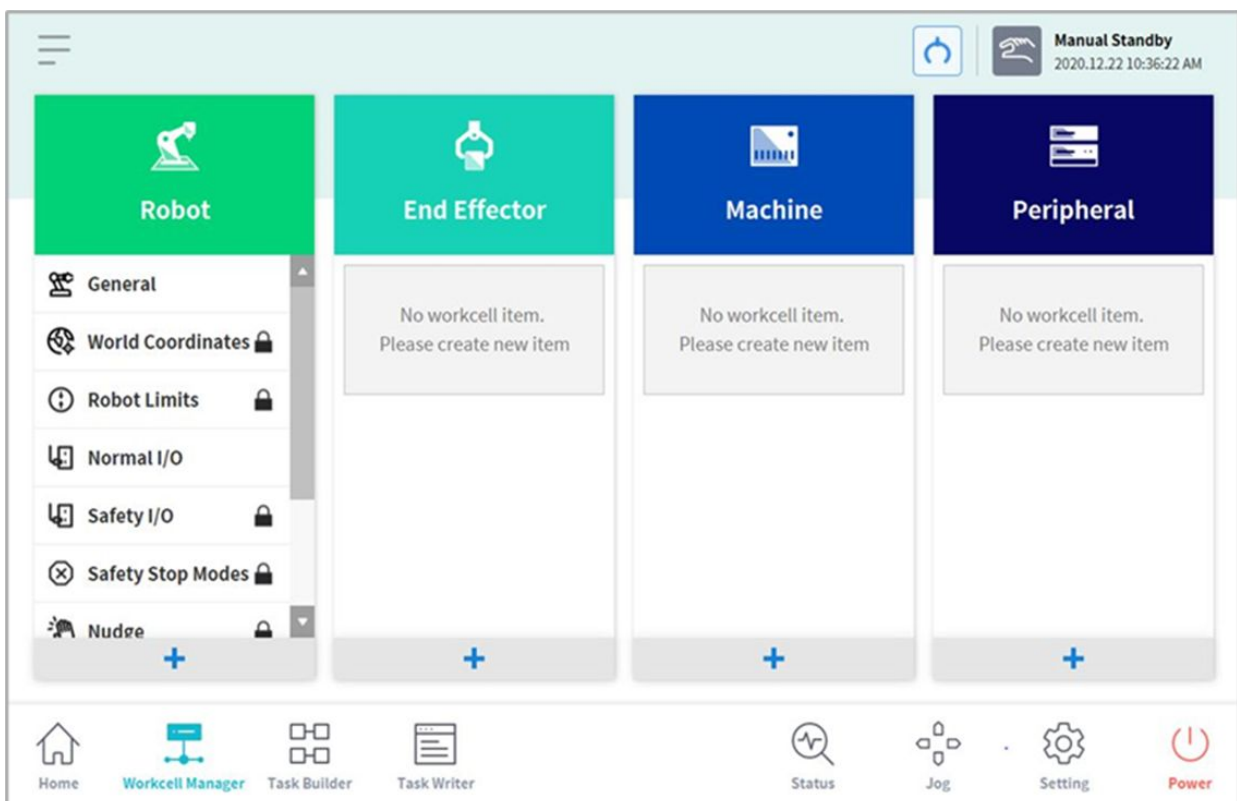 Manual Standby
2020.12.22 10:36:22 AM
Robot
End Effector
Machine
Peripheral
General
World Coordinates
Robot Limits
Normal I/O
Safety I/O
Safety Stop Modes
Nudge
No workcell item.
Please create new item
No workcell item.
Please create new item
No workcell item.
Please create new item
+
+
+
+
Home
Workcell Manager
Task Builder
Task Writer
Status
Jog
Setting
Power